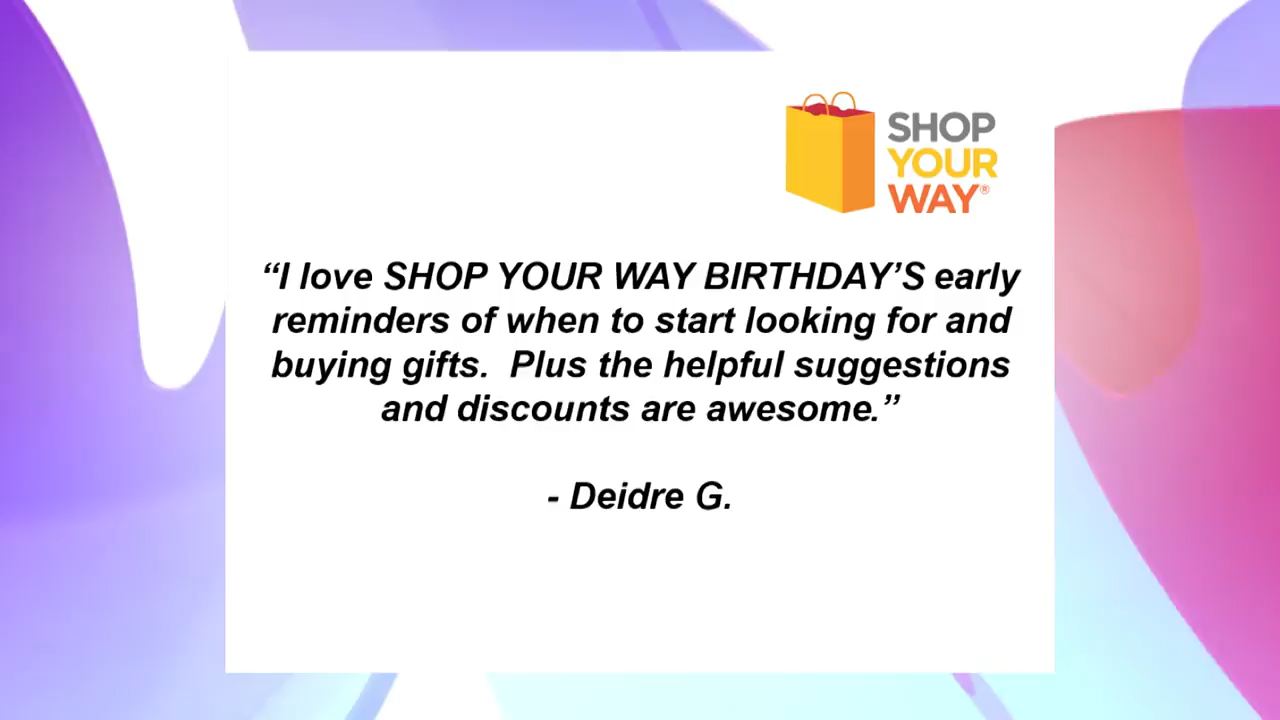 SHOP
YOUR
WAY®
“I love SHOP YOUR WAY BIRTHDAY’S early
reminders of when to start looking for and
buying gifts.  Plus the helpful suggestions
and discounts are awesome.”
- Deidre G.